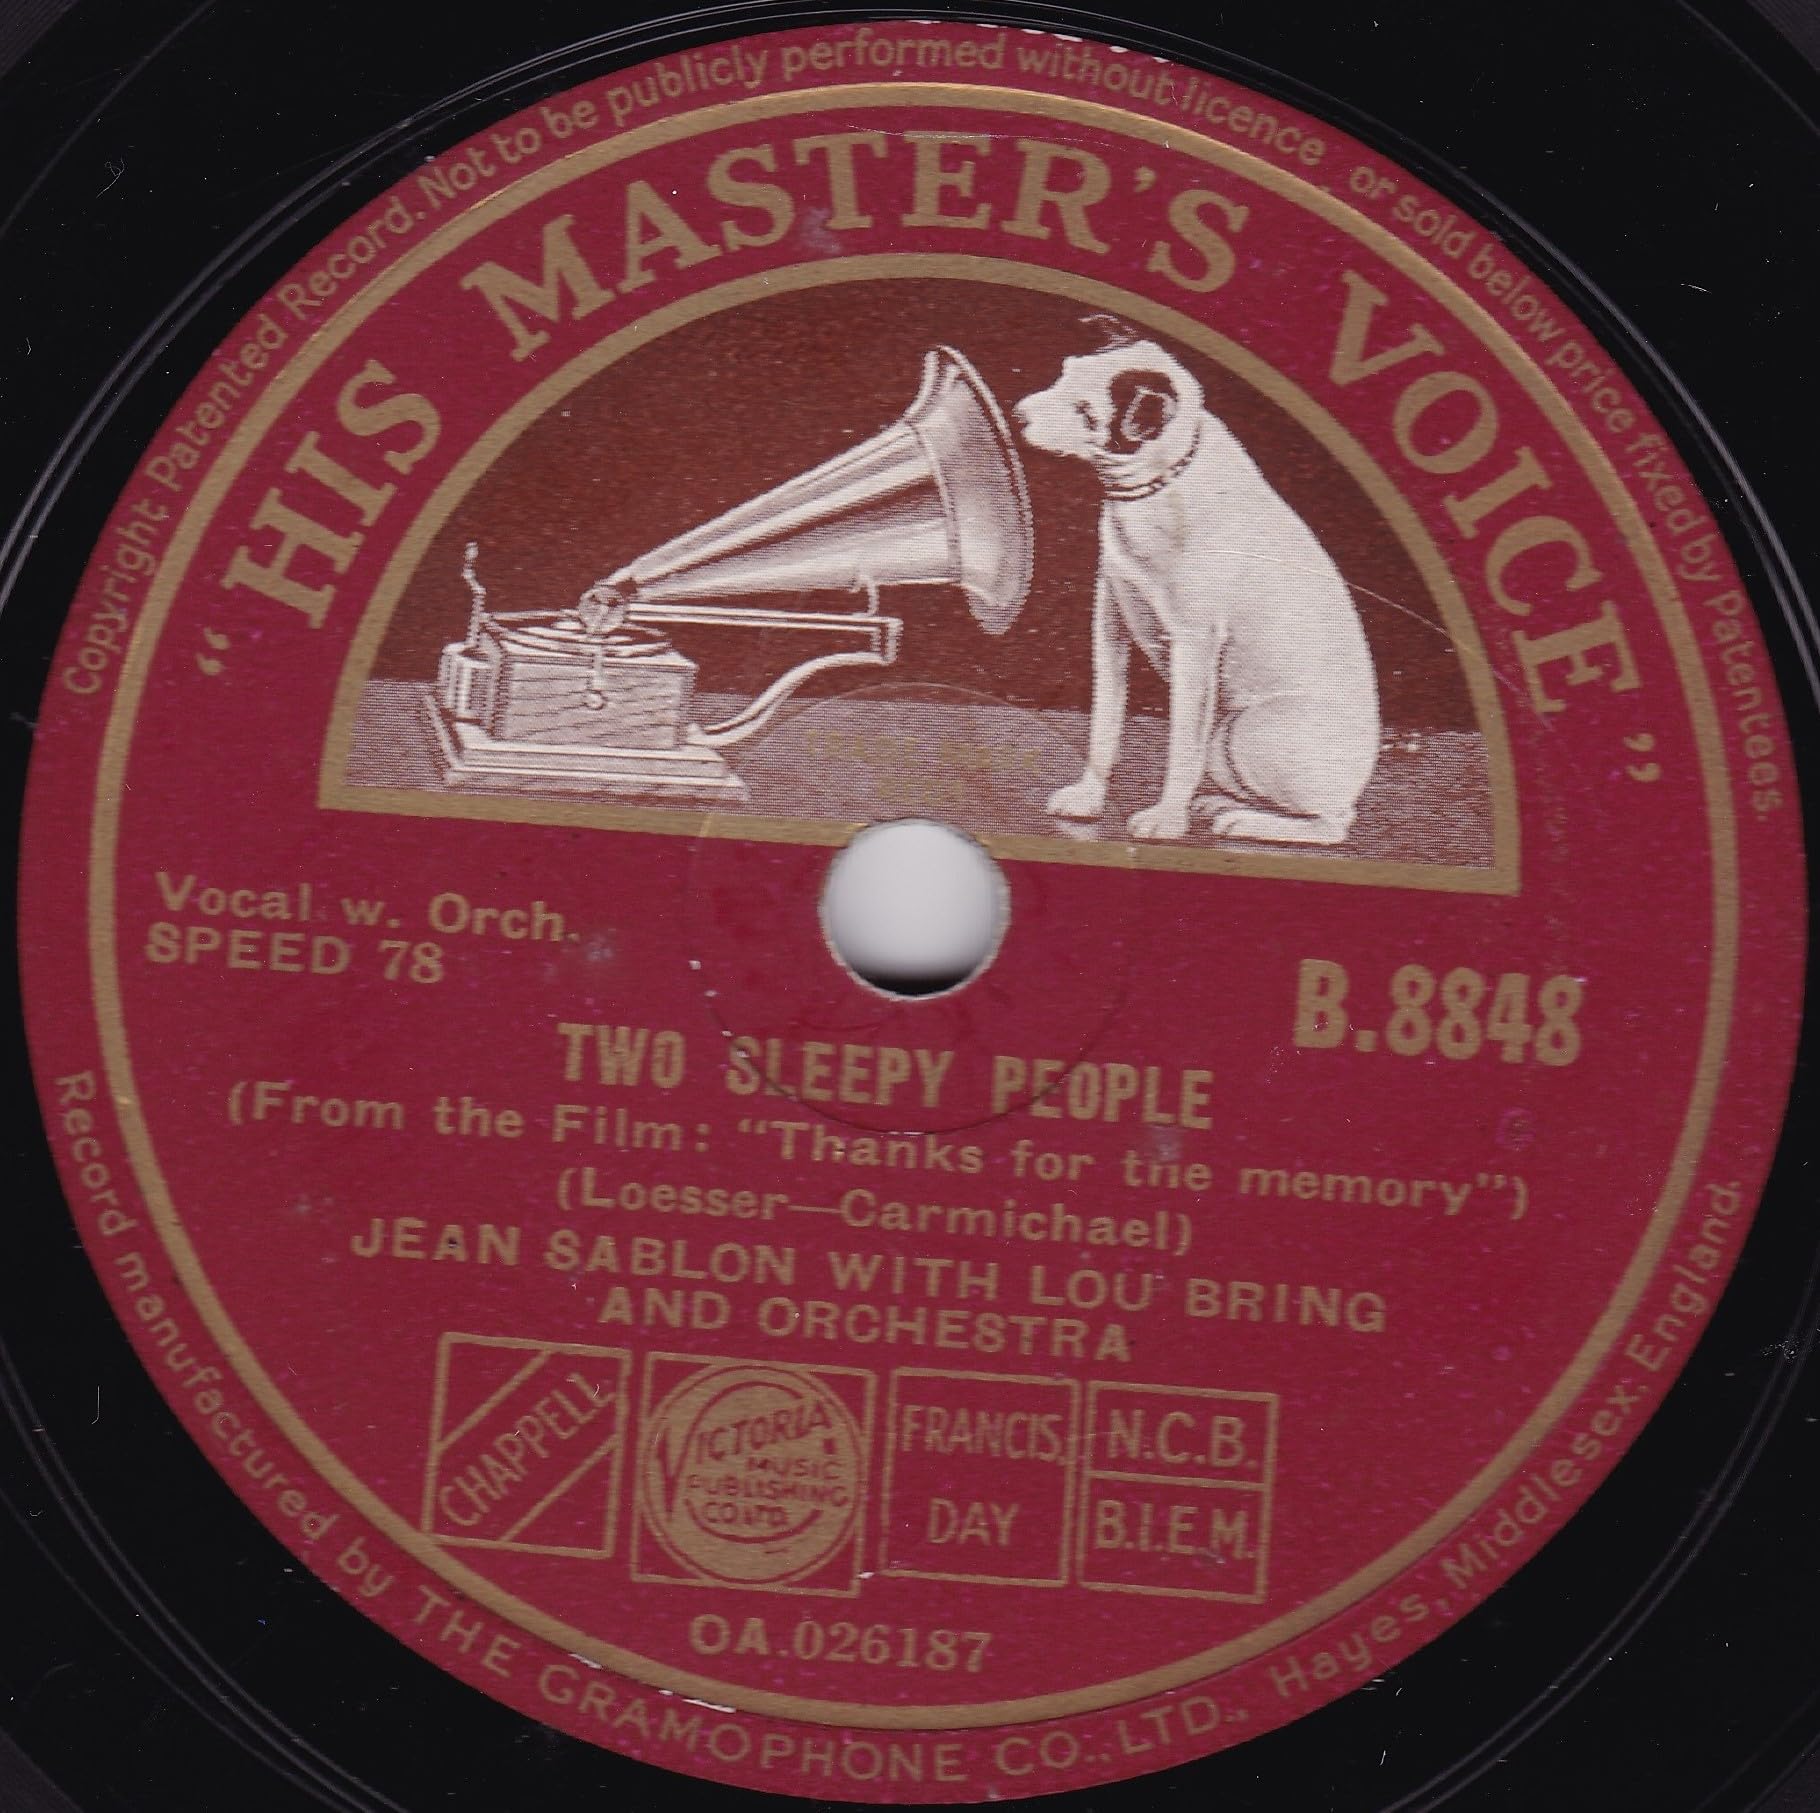 Copyright Patented Record. Not to be publicly performed without licence or sold below price fixed by Patentees.
“HIS MASTER’S VOICE”
TRADE MARK
Vocal w. Orch.
SPEED 78
B.8848
TWO SLEEPY PEOPLE
(From the Film: “Thanks for the memory”)
(Loesser—Carmichael)
JEAN SABLON WITH LOU BRING
AND ORCHESTRA
CHAPPELL
VICTORIA
MUSIC
PUBLISHING
CO LTD.
FRANCIS,
DAY
N.C.B.
B.I.E.M.
OA.026187
Record manufactured by THE GRAMOPHONE CO., LTD., Hayes, Middlesex, England.